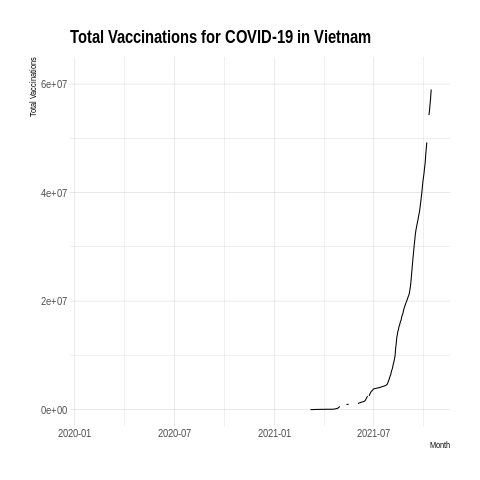 Total Vaccinations for COVID-19 in Vietnam
Total Vaccinations
6e+07
4e+07
2e+07
0e+00
2020-01 2020-07 2021-01 2021-07
Month